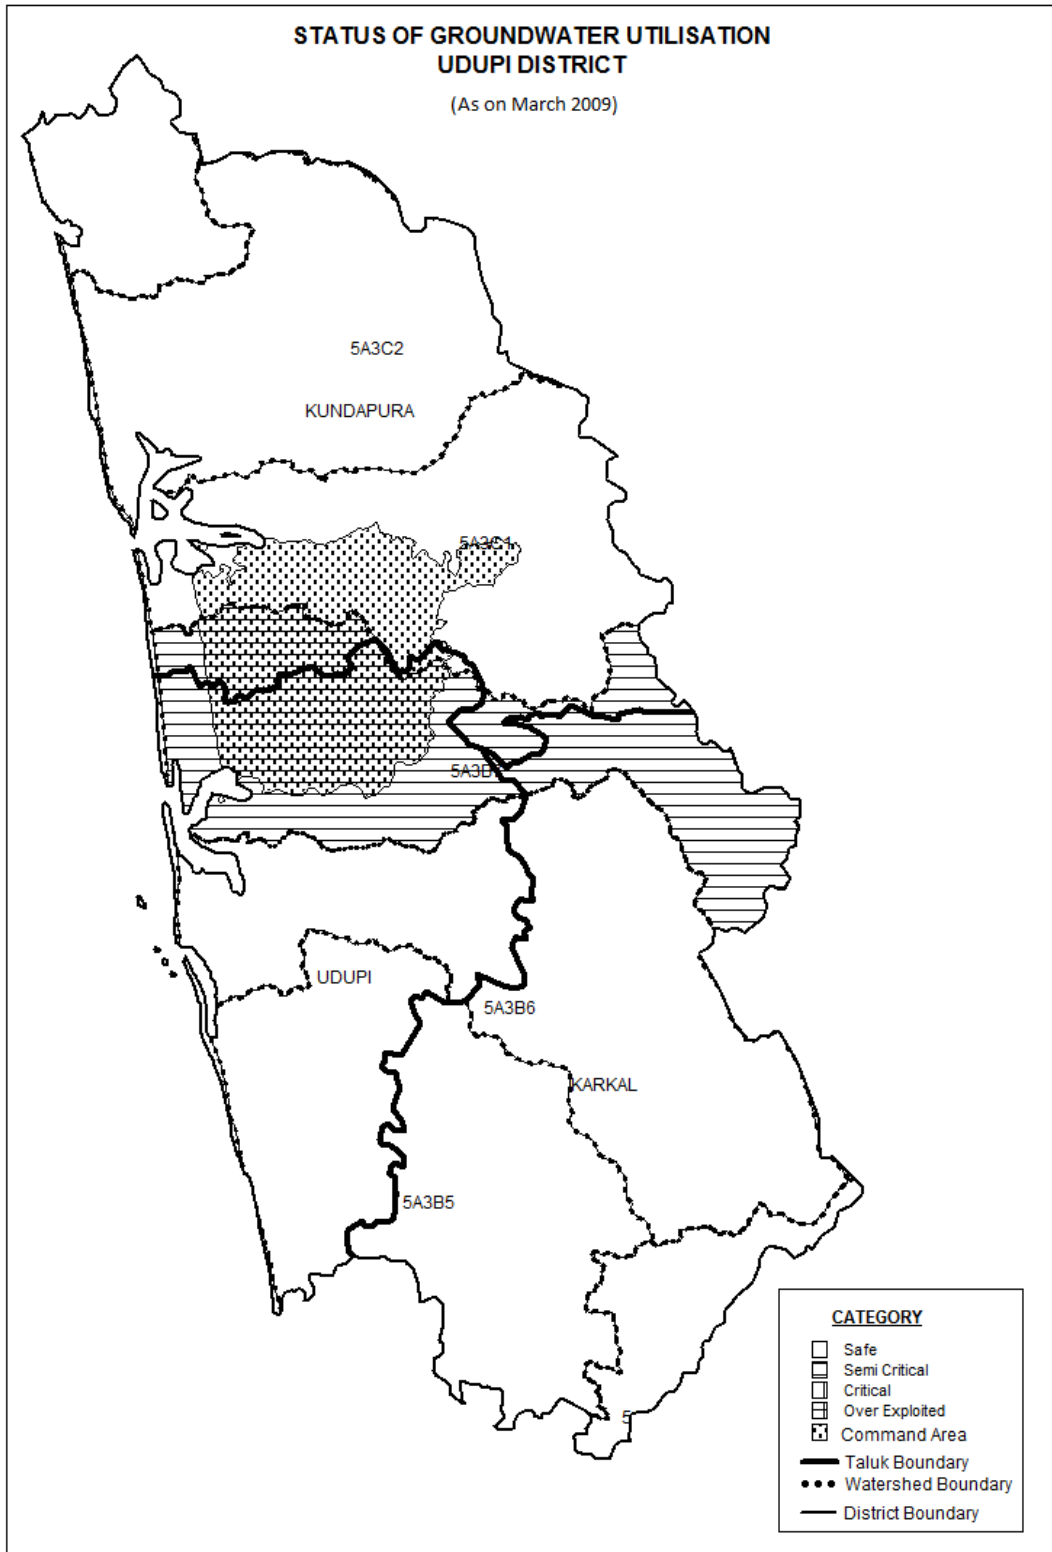 STATUS OF GROUNDWATER UTILISATION
UDUPI DISTRICT
(As on March 2009)
5A3C2
KUNDAPURA
5A3C1
5A3D
UDUPI
5A3B6
KARKAL
5A3B5
5
CATEGORY
Safe
Semi Critical
Critical
Over Exploited
Command Area
Taluk Boundary
Watershed Boundary
District Boundary